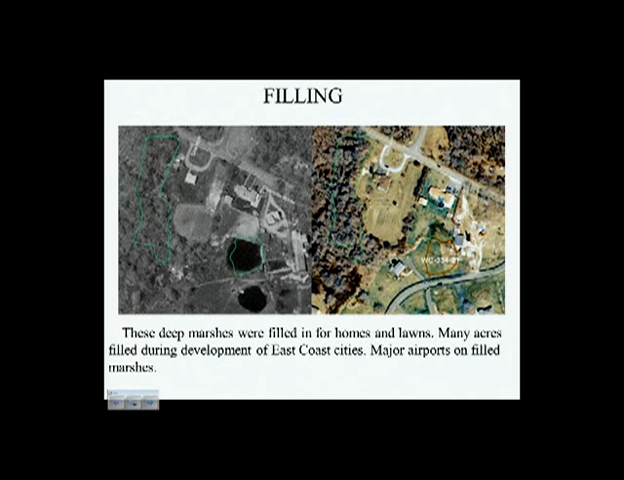 FILLING
These deep marshes were filled in for homes and lawns. Many acres
filled during development of East Coast cities. Major airports on filled
marshes.